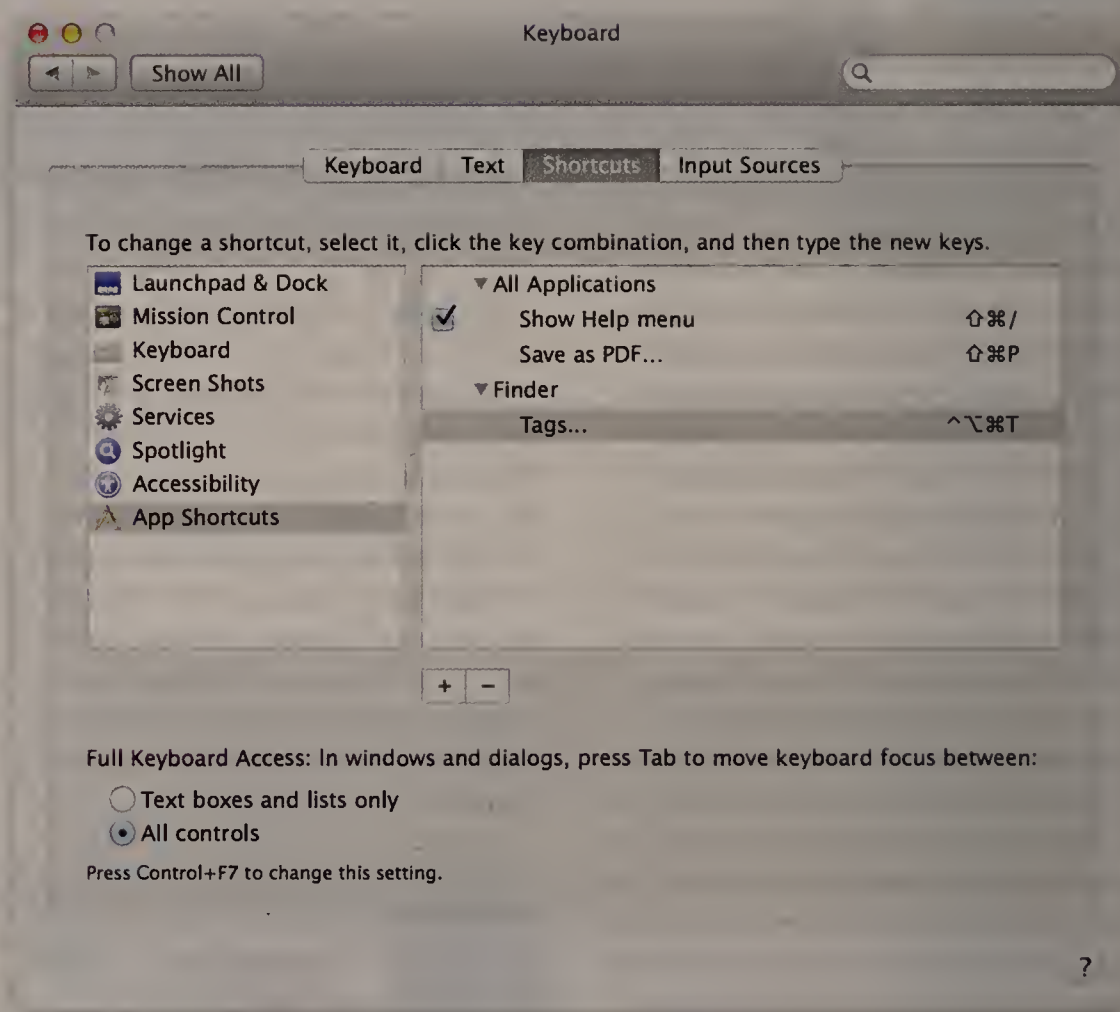 Keyboard
Show All
Keyboard Text Shortcuts Input Sources
To change a shortcut, select it, click the key combination, and then type the new keys.
Launchpad & Dock
Mission Control
Keyboard
Screen Shots
Services
Spotlight
Accessibility
App Shortcuts
All Applications
Show Help menu ⇧⌘/
Save as PDF... ⇧⌘P
Finder
Tags... ^⌥⌘T
+ −
Full Keyboard Access: In windows and dialogs, press Tab to move keyboard focus between:
Text boxes and lists only
All controls
Press Control+F7 to change this setting.
?